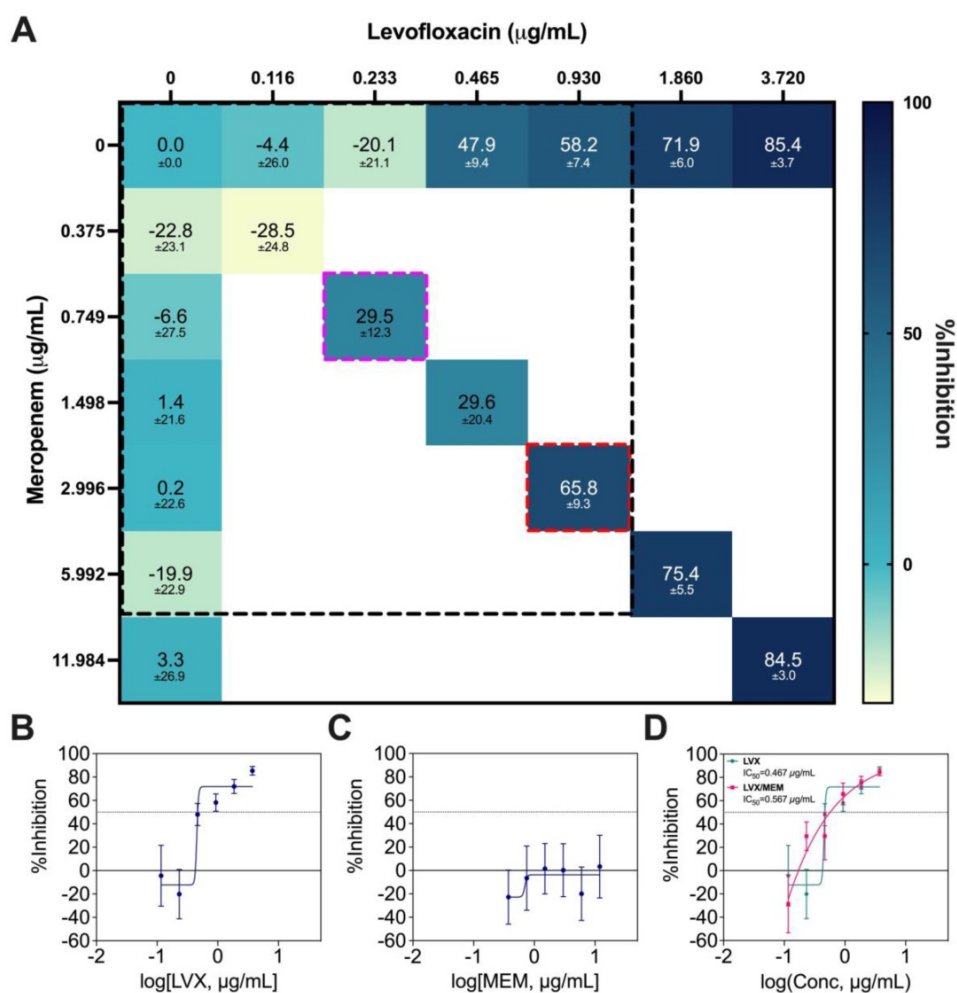 A
Levofloxacin (μg/mL)
0 0.116 0.233 0.465 0.930 1.860 3.720
Meropenem (μg/mL)
0
0.0 -4.4 -20.1 47.9 58.2 71.9 85.4
±0.0 ±26.0 ±21.1 ±9.4 ±7.4 ±6.0 ±3.7
0.375
-22.8 -28.5
±23.1 ±24.8
0.749
-6.6 29.5
±27.5 ±12.3
1.498
1.4 29.6
±21.6 ±20.4
2.996
0.2 65.8
±22.6 ±9.3
5.992
-19.9 75.4
±22.9 ±5.5
11.984
3.3 84.5
±26.9 ±3.0
100
50
0
%Inhibition
B
%Inhibition
100
80
60
40
20
0
-20
-40
-60
-2 -1 0 1
log[LVX, μg/mL]
C
%Inhibition
100
80
60
40
20
0
-20
-40
-60
-2 -1 0 1
log[MEM, μg/mL]
D
%Inhibition
100
80
60
40
20
0
-20
-40
-60
LVX
IC50=0.467 μg/mL
LVX/MEM
IC50=0.567 μg/mL
-2 -1 0 1
log(Conc, μg/mL)